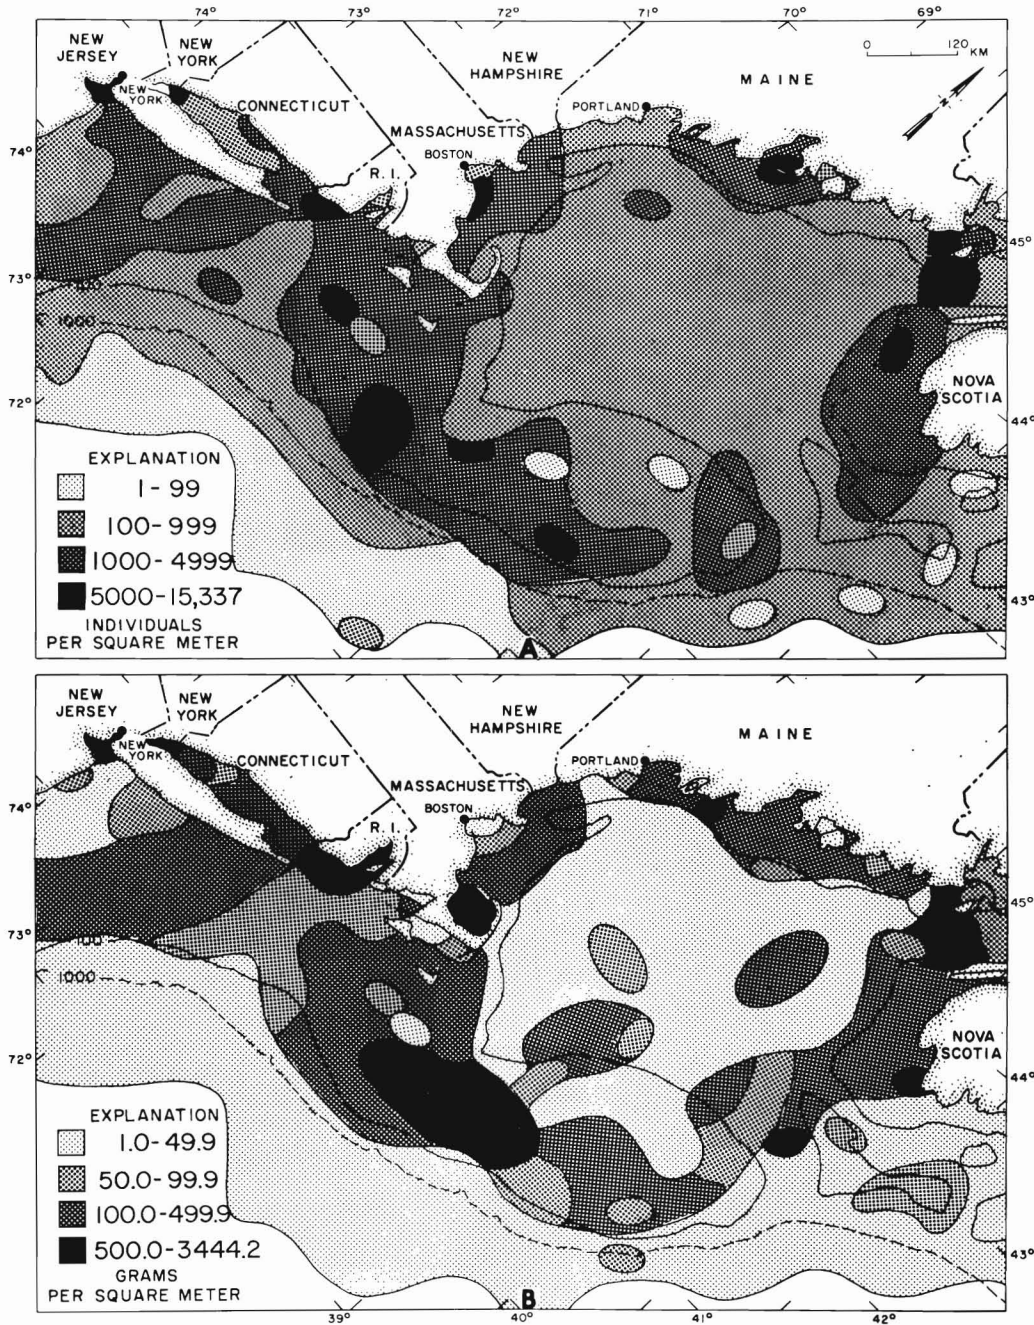 74° 73° 72° 71° 70° 69°
NEW JERSEY
NEW YORK
NEW YORK
CONNECTICUT
R. I.
MASSACHUSETTS
BOSTON
NEW HAMPSHIRE
PORTLAND
MAINE
0 120 KM
N
74°
73°
72°
45°
44°
43°
100
1000
NOVA SCOTIA
EXPLANATION
1-99
100-999
1000-4999
5000-15,337
INDIVIDUALS
PER SQUARE METER
A
NEW JERSEY
NEW YORK
NEW YORK
CONNECTICUT
R. I.
MASSACHUSETTS
BOSTON
NEW HAMPSHIRE
PORTLAND
MAINE
74°
73°
72°
45°
44°
43°
100
1000
NOVA SCOTIA
EXPLANATION
1.0-49.9
50.0-99.9
100.0-499.9
500.0-3444.2
GRAMS
PER SQUARE METER
B
39° 40° 41° 42°